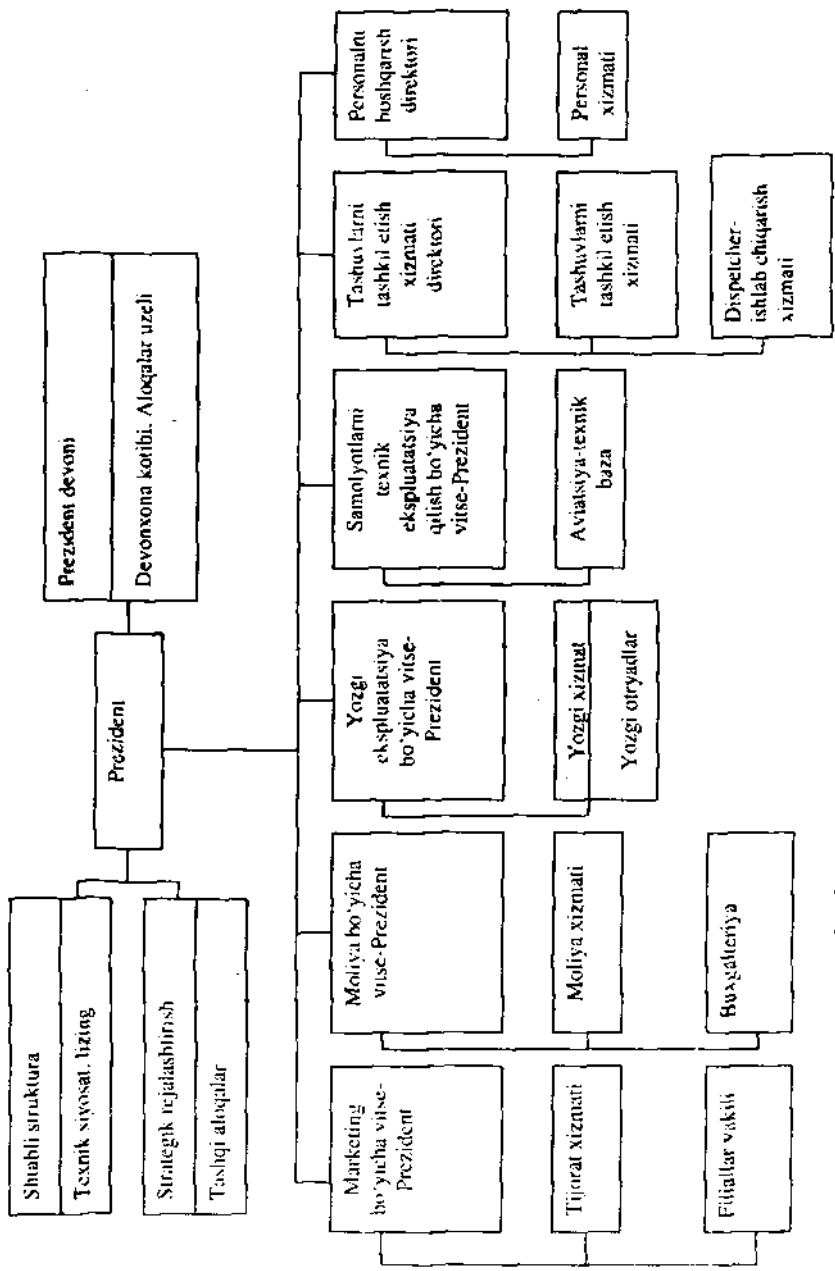 Shtabli struktura
Texnik siyosat. lizing
Strategik rejalashtirish
Tashqi aloqalar
Prezident
Prezident devoni
Devonxona kotibi. Aloqalar uzeli
Marketing
bo‘yicha vitse-
Prezident
Tijorat xizmati
Filiallar vakili
Moliya bo‘yicha
vitse-Prezident
Moliya xizmati
Buxgalteriya
Yozgi
ekspluatatsiya
bo‘yicha vitse-
Prezident
Yozgi xizmat
Yozgi otryadlar
Samolyotlarni
texnik
ekspluatatsiya
qilish bo‘yicha
vitse-Prezident
Aviatsiya-texnik
baza
Tashuvlarni
tashkil etish
xizmati
direktori
Tashuvlarni
tashkil etish
xizmati
Dispetcher-
ishlab chiqarish
xizmati
Personalni
boshqarish
direktori
Personal
xizmati